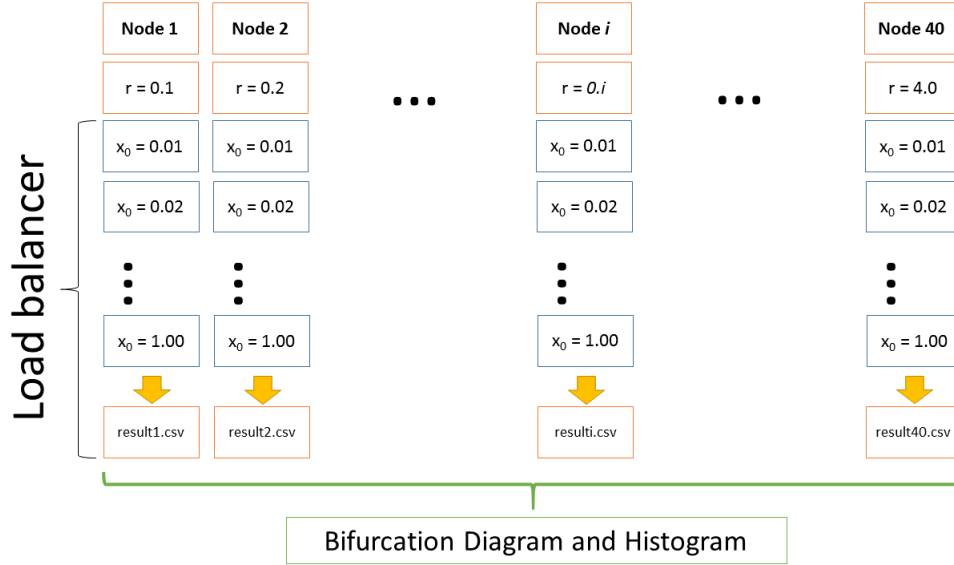 Node 1 Node 2 Node i Node 40
r = 0.1 r = 0.2 ... r = 0.i ... r = 4.0
Load balancer
x₀ = 0.01 x₀ = 0.01 x₀ = 0.01 x₀ = 0.01
x₀ = 0.02 x₀ = 0.02 x₀ = 0.02 x₀ = 0.02
x₀ = 1.00 x₀ = 1.00 x₀ = 1.00 x₀ = 1.00
result1.csv result2.csv resulti.csv result40.csv
Bifurcation Diagram and Histogram